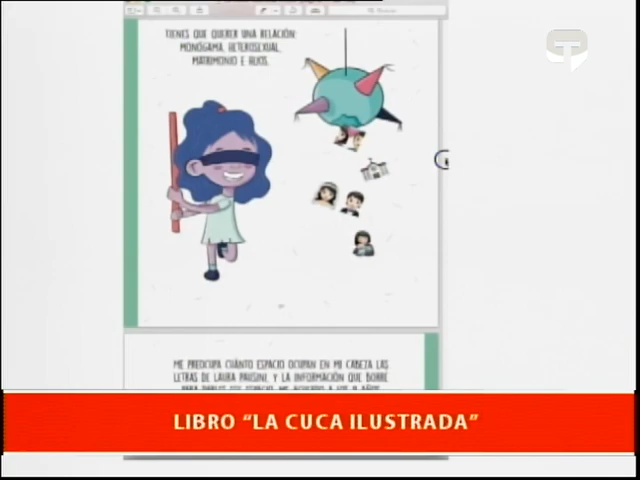 TIENES QUE QUERER UNA RELACIÓN:
MONÓGAMA, HETEROSEXUAL,
MATRIMONIO E HIJOS.
ME PREOCUPA CUÁNTO ESPACIO OCUPAN EN MI CABEZA LAS
LETRAS DE LAURA PAUSINI, Y LA INFORMACIÓN QUE BORRÉ
LIBRO "LA CUCA ILUSTRADA"